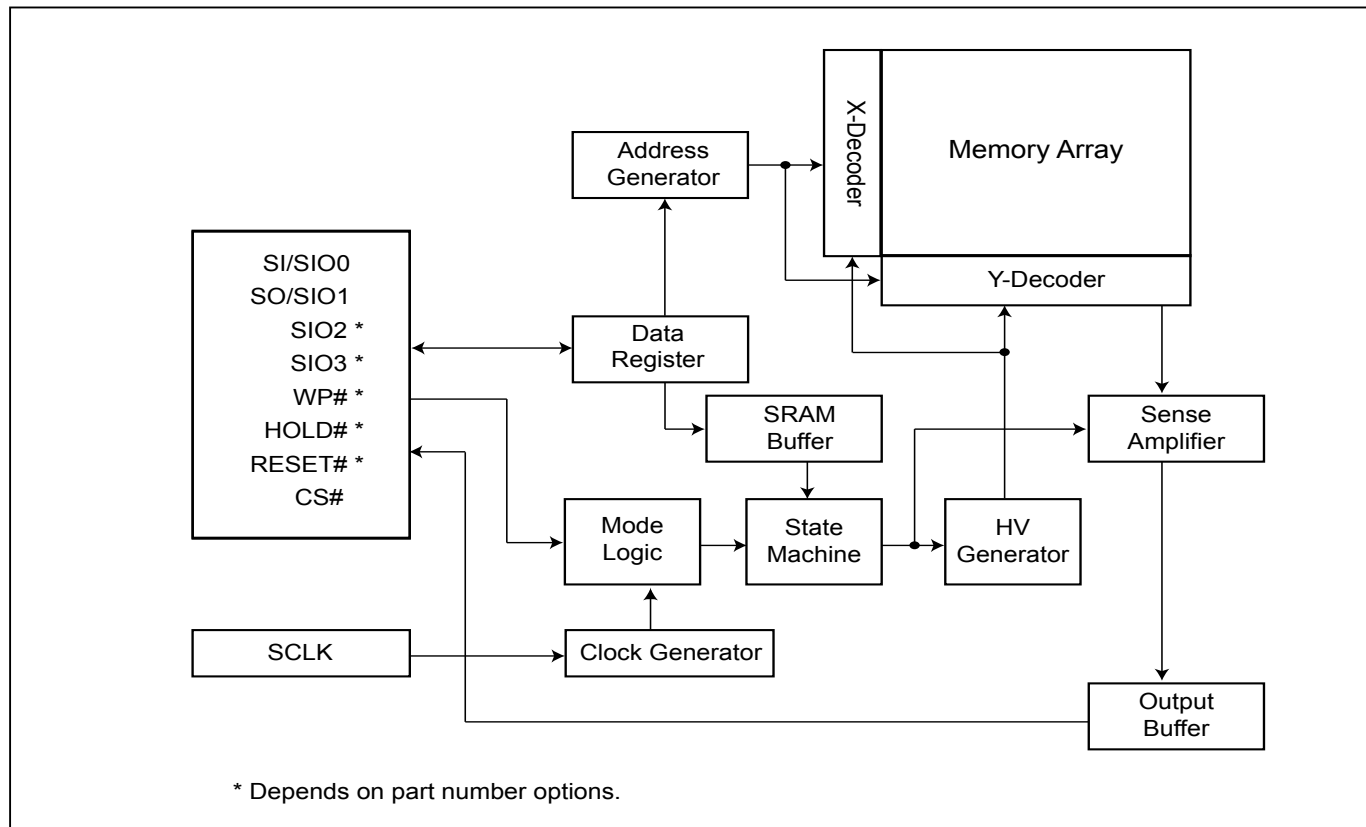 X-Decoder
Memory Array
Address
Generator
Y-Decoder
SI/SIO0
SO/SIO1
SIO2 *
SIO3 *
WP# *
HOLD# *
RESET# *
CS#
Data
Register
SRAM
Buffer
Sense
Amplifier
Mode
Logic
State
Machine
HV
Generator
SCLK
Clock Generator
Output
Buffer
* Depends on part number options.